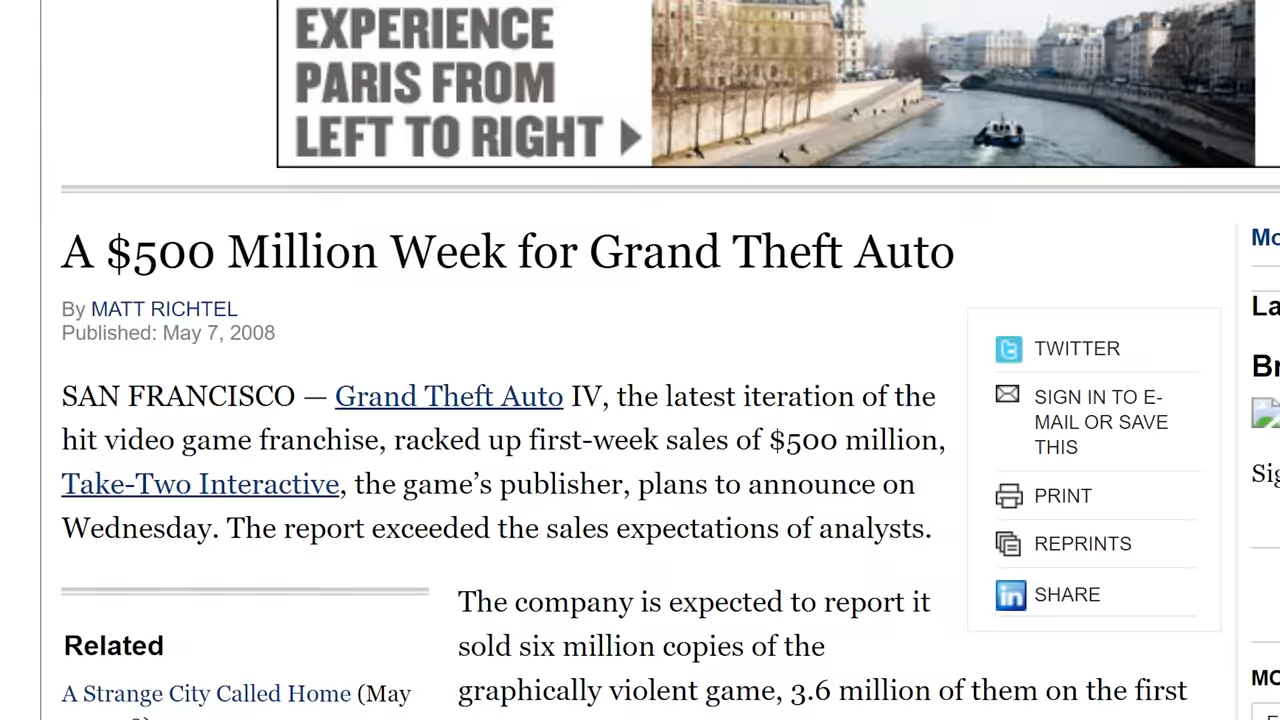 EXPERIENCE
PARIS FROM
LEFT TO RIGHT
A $500 Million Week for Grand Theft Auto
By MATT RICHTEL
Published: May 7, 2008
SAN FRANCISCO — Grand Theft Auto IV, the latest iteration of the
hit video game franchise, racked up first-week sales of $500 million,
Take-Two Interactive, the game’s publisher, plans to announce on
Wednesday. The report exceeded the sales expectations of analysts.
TWITTER
SIGN IN TO E-
MAIL OR SAVE
THIS
PRINT
REPRINTS
SHARE
Related
A Strange City Called Home (May
The company is expected to report it
sold six million copies of the
graphically violent game, 3.6 million of them on the first